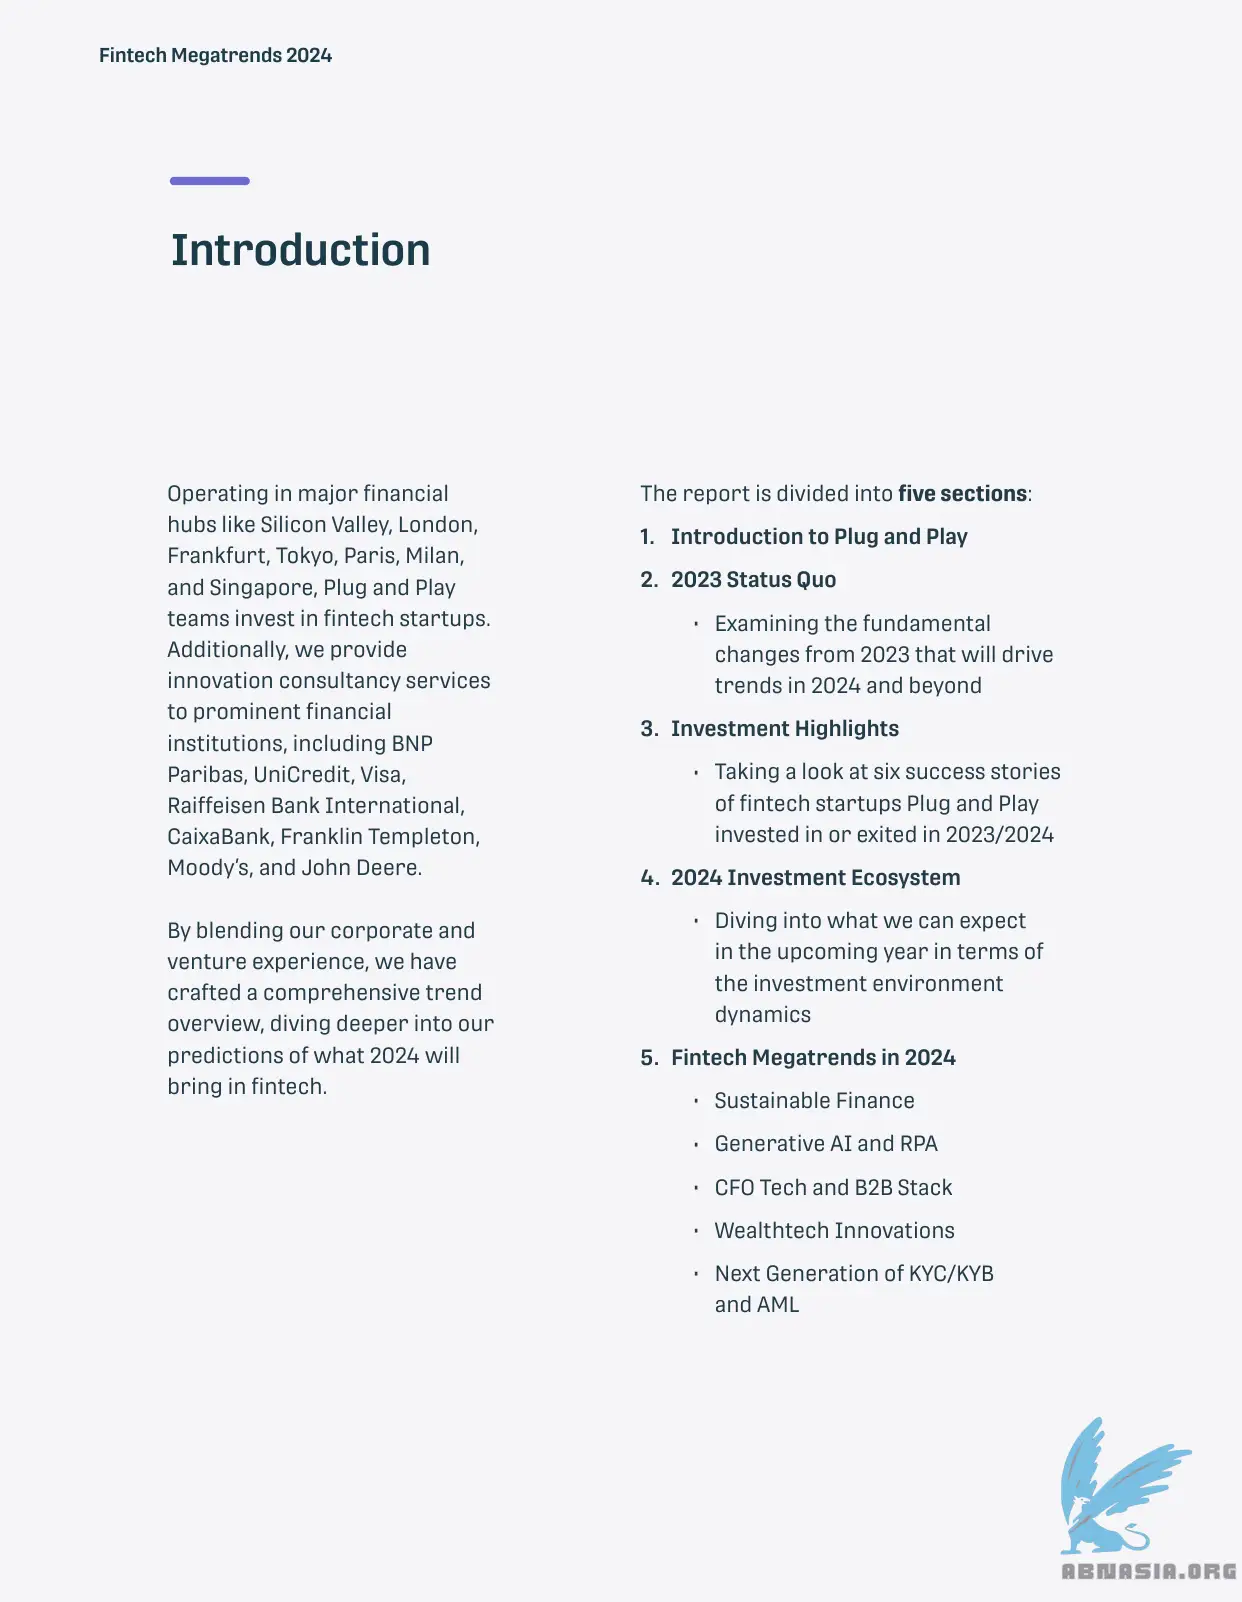 Fintech Megatrends 2024
Introduction
Operating in major financial
hubs like Silicon Valley, London,
Frankfurt, Tokyo, Paris, Milan,
and Singapore, Plug and Play
teams invest in fintech startups.
Additionally, we provide
innovation consultancy services
to prominent financial
institutions, including BNP
Paribas, UniCredit, Visa,
Raiffeisen Bank International,
CaixaBank, Franklin Templeton,
Moody's, and John Deere.
By blending our corporate and
venture experience, we have
crafted a comprehensive trend
overview, diving deeper into our
predictions of what 2024 will
bring in fintech.
The report is divided into five sections:
1. Introduction to Plug and Play
2. 2023 Status Quo
· Examining the fundamental
changes from 2023 that will drive
trends in 2024 and beyond
3. Investment Highlights
· Taking a look at six success stories
of fintech startups Plug and Play
invested in or exited in 2023/2024
4. 2024 Investment Ecosystem
· Diving into what we can expect
in the upcoming year in terms of
the investment environment
dynamics
5. Fintech Megatrends in 2024
· Sustainable Finance
· Generative AI and RPA
· CFO Tech and B2B Stack
· Wealthtech Innovations
· Next Generation of KYC/KYB
and AML
ABNASIA.ORG